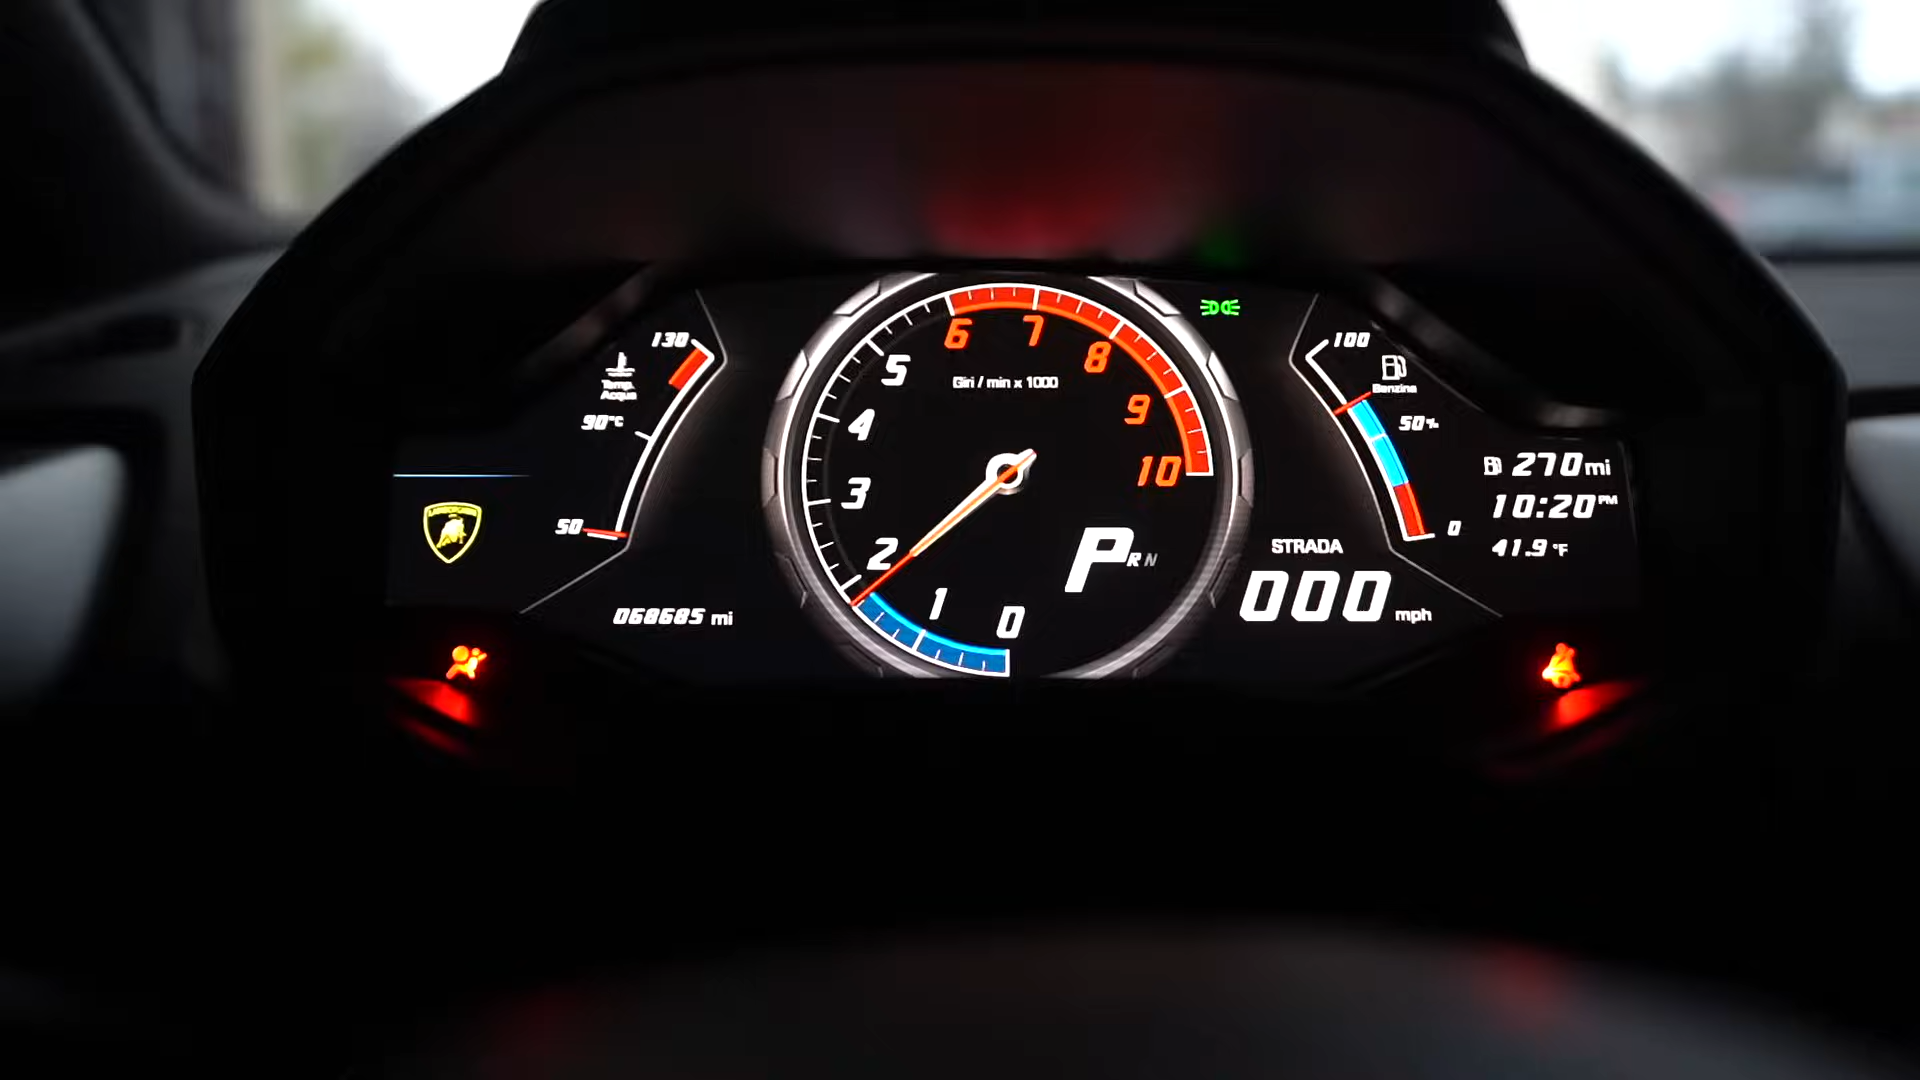 130
Temp.
Acqua
90°C
50
LAMBORGHINI
068685 mi
6 7
5 8
Giri / min x 1000
4 9
3 10
2
1 0
P R N
100
Benzina
50%
0
270 mi
10:20 PM
41.9 °F
STRADA
000 mph